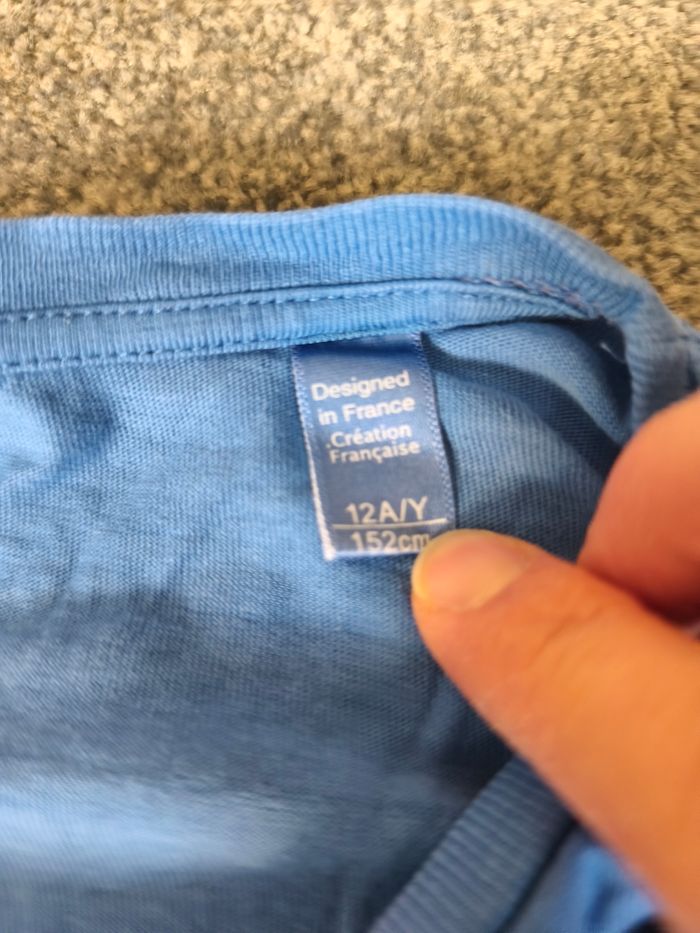 Designed
in France
Création
Française
12A/Y
152cm